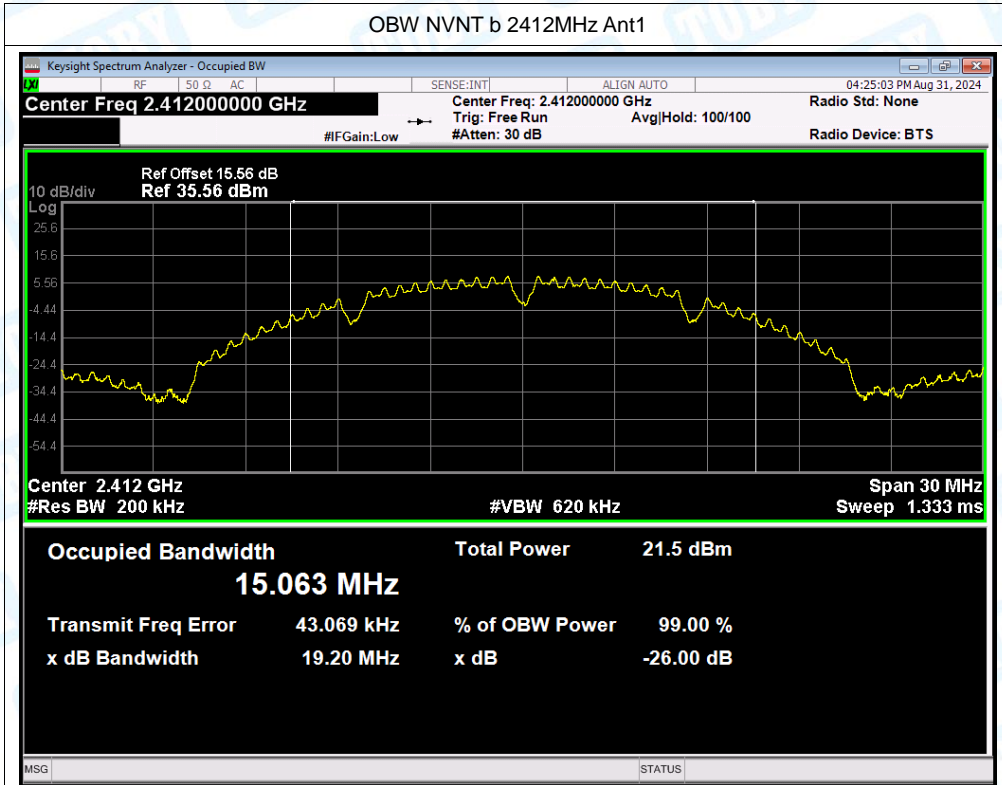 OBW NVNT b 2412MHz Ant1
Keysight Spectrum Analyzer - Occupied BW
LXI RF 50 Ω AC SENSE:INT ALIGN AUTO 04:25:03 PM Aug 31, 2024
Center Freq 2.412000000 GHz Center Freq: 2.412000000 GHz Radio Std: None
Trig: Free Run Avg|Hold: 100/100
#IFGain:Low #Atten: 30 dB Radio Device: BTS
Ref Offset 15.56 dB
10 dB/div Ref 35.56 dBm
Log
25.6
15.6
5.56
-4.44
-14.4
-24.4
-34.4
-44.4
-54.4
Center 2.412 GHz Span 30 MHz
#Res BW 200 kHz #VBW 620 kHz Sweep 1.333 ms
Occupied Bandwidth Total Power 21.5 dBm
15.063 MHz
Transmit Freq Error 43.069 kHz % of OBW Power 99.00 %
x dB Bandwidth 19.20 MHz x dB -26.00 dB
MSG STATUS